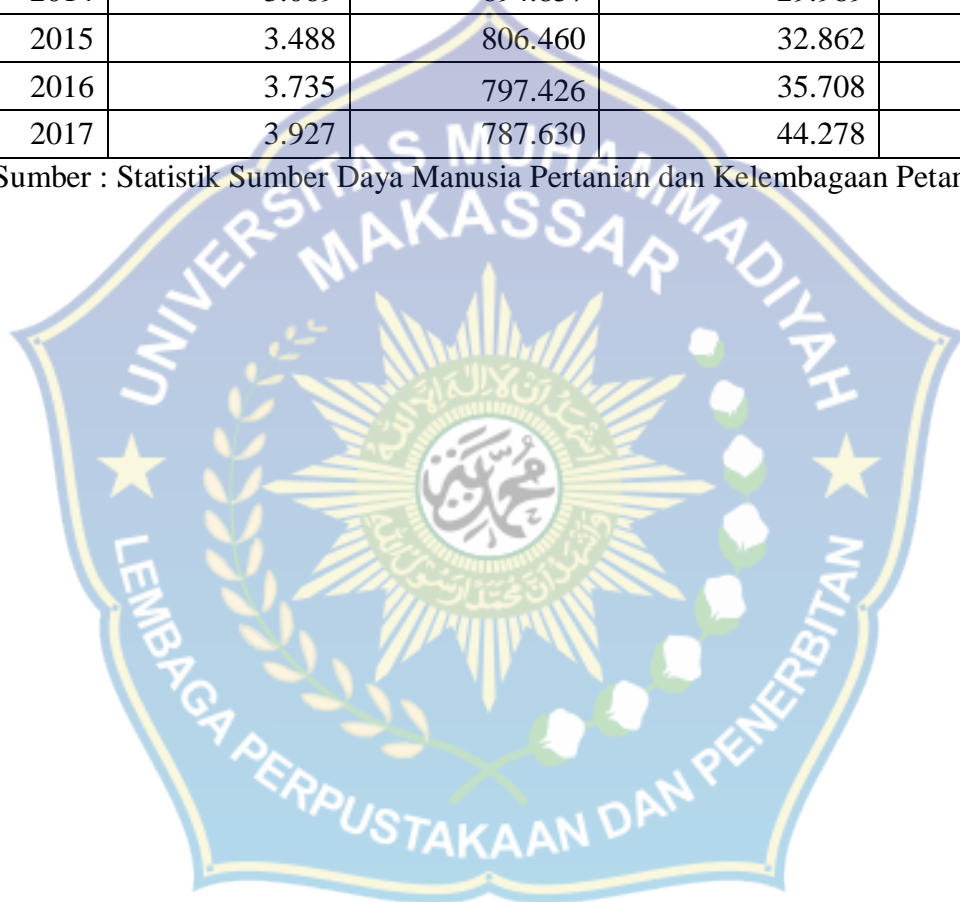 2015 3.488 806.460 32.862
2016 3.735 797.426 35.708
2017 3.927 787.630 44.278
Sumber : Statistik Sumber Daya Manusia Pertanian dan Kelembagaan
UNIVERSITAS MUHAMMADIYAH
MAKASSAR
LEMBAGA PERPUSTAKAAN DAN PENERBITAN